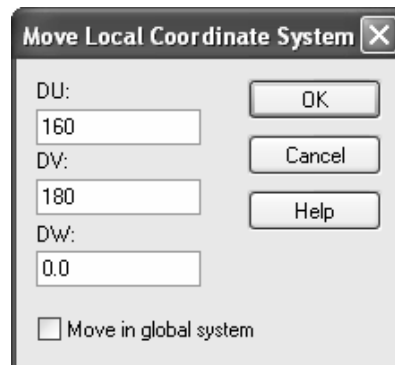 Move Local Coordinate System
DU:
160
OK
DV:
Cancel
180
Help
DW:
0.0
Move in global system